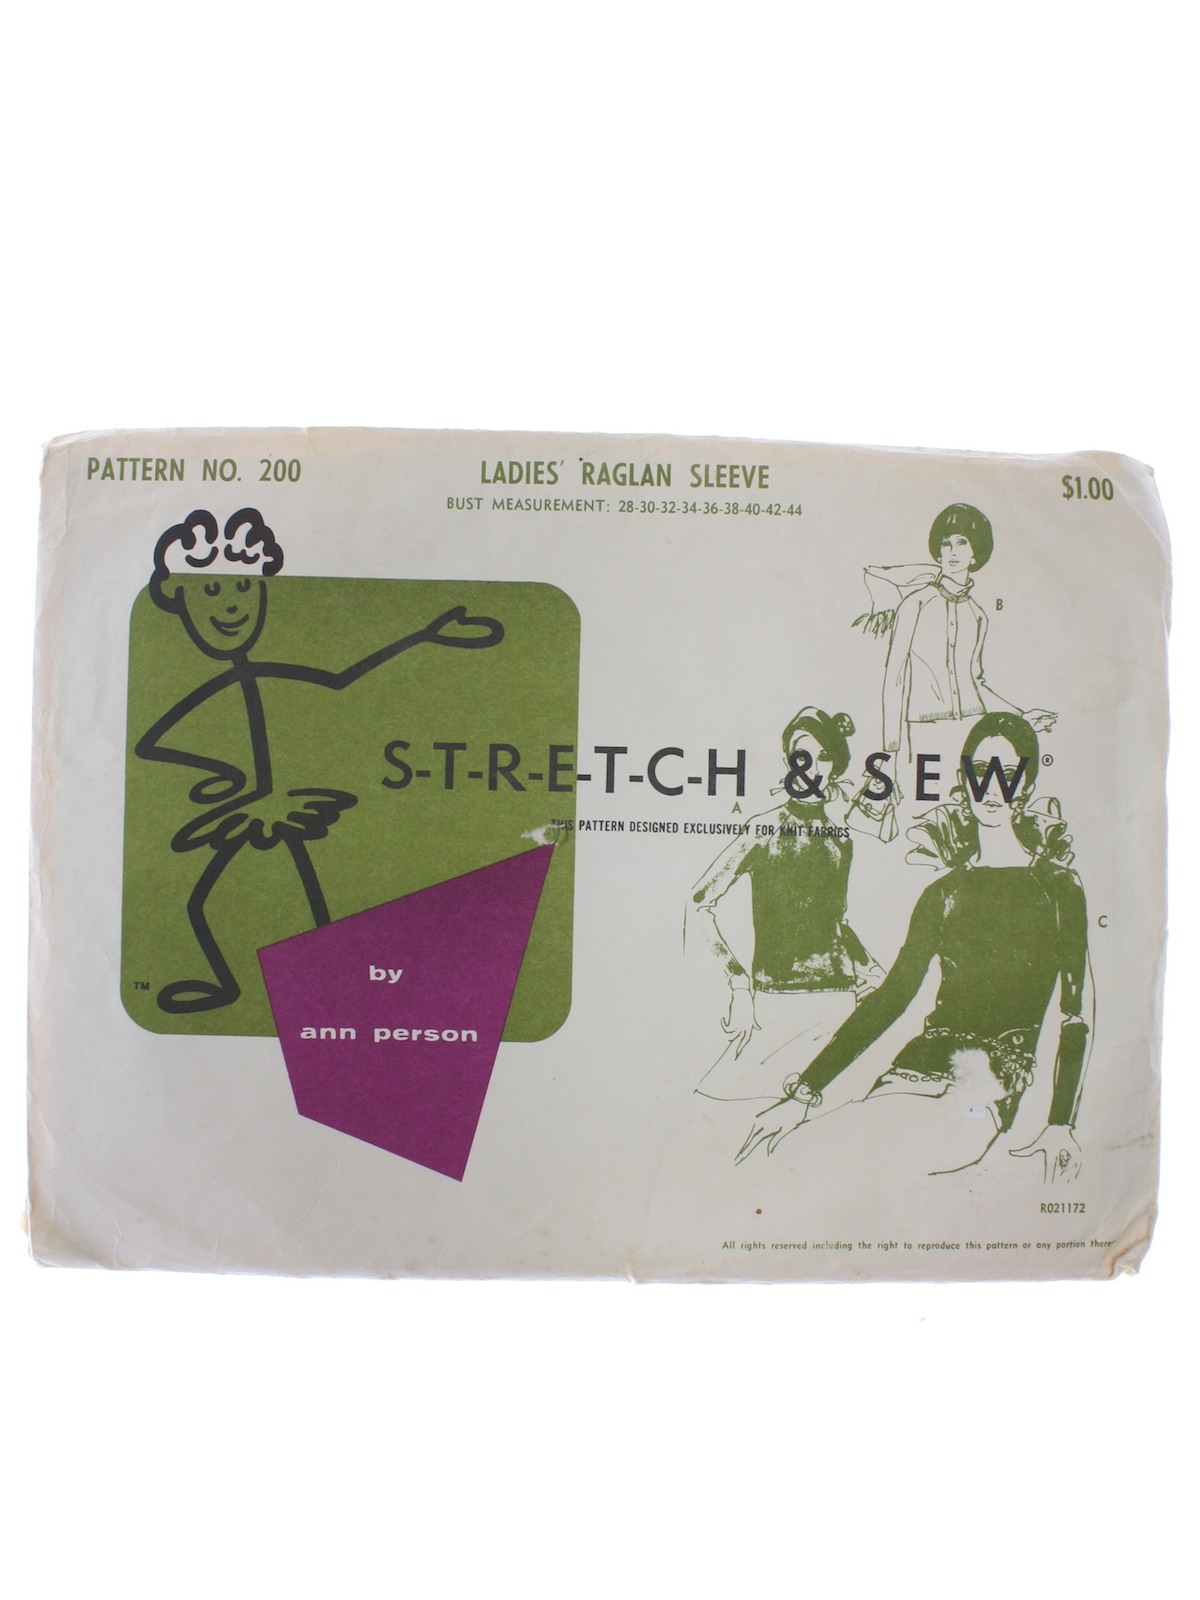 PATTERN NO. 200
LADIES' RAGLAN SLEEVE
$1.00
BUST MEASUREMENT: 28-30-32-34-36-38-40-42-44
B
S-T-R-E-T-C-H & SEW®
A
THIS PATTERN DESIGNED EXCLUSIVELY FOR KNIT FABRICS
C
by
TM
ann person
R021172
All rights reserved including the right to reproduce this pattern or any portion there